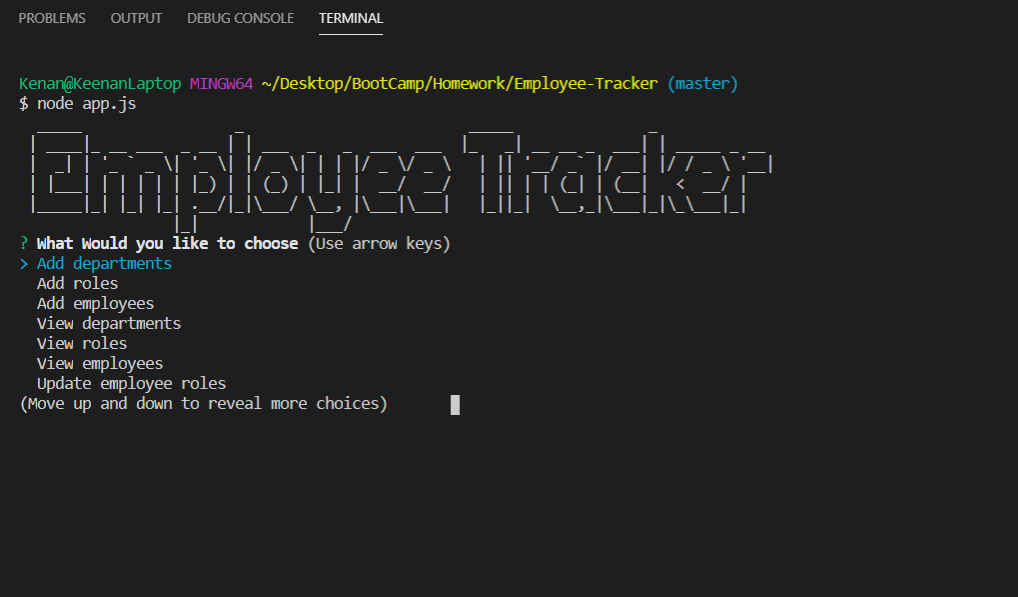 PROBLEMS OUTPUT DEBUG CONSOLE TERMINAL
Kenan@KeenanLaptop MINGW64 ~/Desktop/BootCamp/Homework/Employee-Tracker (master)
$ node app.js
Employee Tracker
? What Would you like to choose (Use arrow keys)
> Add departments
Add roles
Add employees
View departments
View roles
View employees
Update employee roles
(Move up and down to reveal more choices)